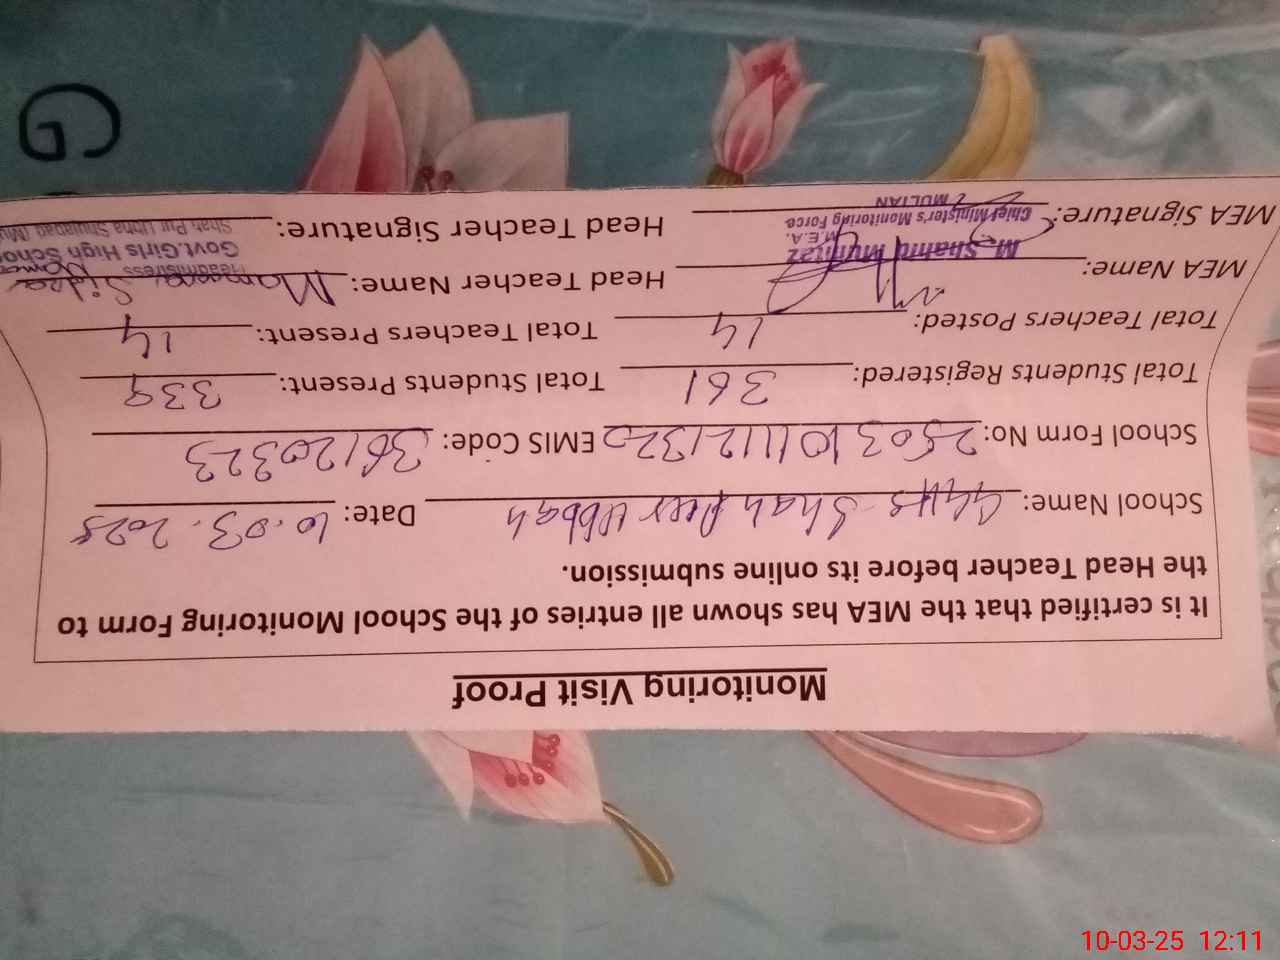 Monitoring Visit Proof
It is certified that the MEA has shown all entries of the School Monitoring Form to
the Head Teacher before its online submission.
School Name: GGHS Shah Peer Ubbah Date: 10.03.2025
School Form No: EMIS Code: 36120323
Total Students Registered: 361 Total Students Present: 339
Total Teachers Posted: 14 Total Teachers Present: 14
MEA Name: Head Teacher Name: Sidra
M. Shahid Mumtaz
M.E.A.
Chief Minister's Monitoring Force
MULTAN
Headmistress
Govt.Girls High School
MEA Signature: Head Teacher Signature:
G
10-03-25 12:11